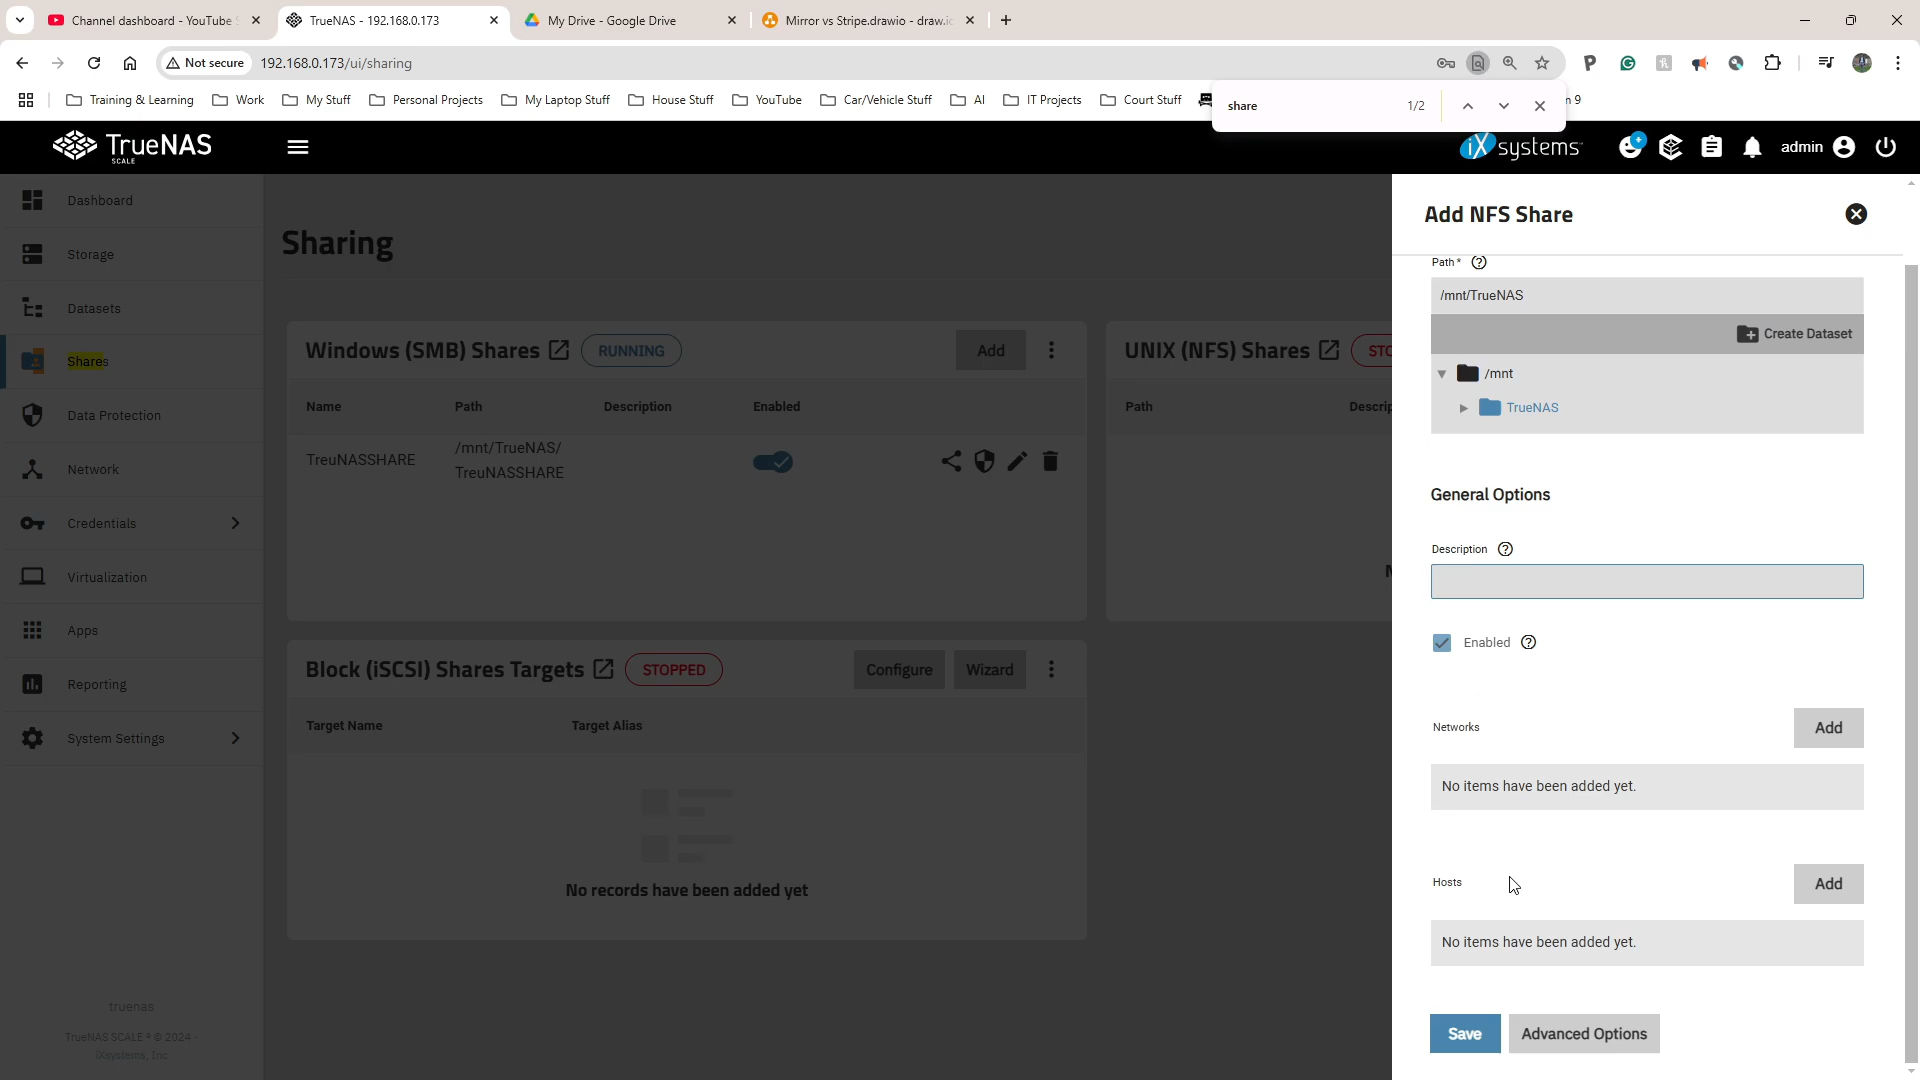 Channel dashboard - YouTube S
TrueNAS - 192.168.0.173
My Drive - Google Drive
Mirror vs Stripe.drawio - draw.io
Not secure
192.168.0.173/ui/sharing
Training & Learning
Work
My Stuff
Personal Projects
My Laptop Stuff
House Stuff
YouTube
Car/Vehicle Stuff
AI
IT Projects
Court Stuff
n 9
share
1/2
TrueNAS
SCALE
iXsystems
admin
Dashboard
Storage
Datasets
Shares
Data Protection
Network
Credentials
Virtualization
Apps
Reporting
System Settings
truenas
TrueNAS SCALE ® © 2024 -
iXsystems, Inc
Sharing
Windows (SMB) Shares
RUNNING
Add
Name
Path
Description
Enabled
TreuNASSHARE
/mnt/TrueNAS/
TreuNASSHARE
UNIX (NFS) Shares
STO
Path
Descrip
N
Block (iSCSI) Shares Targets
STOPPED
Configure
Wizard
Target Name
Target Alias
No records have been added yet
Add NFS Share
Path *
/mnt/TrueNAS
Create Dataset
/mnt
TrueNAS
General Options
Description
Enabled
Networks
Add
No items have been added yet.
Hosts
Add
No items have been added yet.
Save
Advanced Options